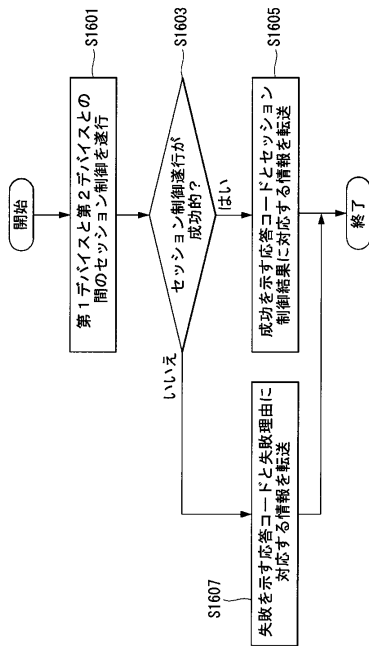 開始
第1デバイスと第2デバイスとの
間のセッション制御を遂行
S1601
セッション制御遂行が
成功的?
S1603
はい
いいえ
成功を示す応答コードとセッション
制御結果に対応する情報を転送
S1605
失敗を示す応答コードと失敗理由に
対応する情報を転送
S1607
終了